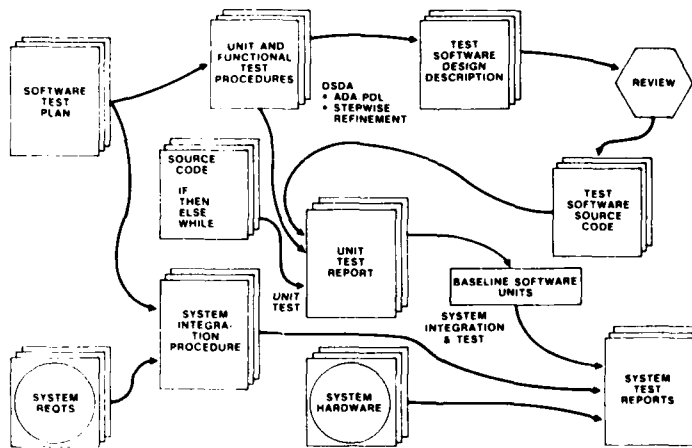 SOFTWARE
TEST
PLAN
UNIT AND
FUNCTIONAL
TEST
PROCEDURES
DSDA
• ADA PDL
• STEPWISE
REFINEMENT
TEST
SOFTWARE
DESIGN
DESCRIPTION
REVIEW
SOURCE
CODE
IF
THEN
ELSE
WHILE
UNIT
TEST
UNIT
TEST
REPORT
TEST
SOFTWARE
SOURCE
CODE
BASELINE SOFTWARE
UNITS
SYSTEM
INTEGRA-
TION
PROCEDURE
SYSTEM
INTEGRATION
& TEST
SYSTEM
REQTS
SYSTEM
HARDWARE
SYSTEM
TEST
REPORTS